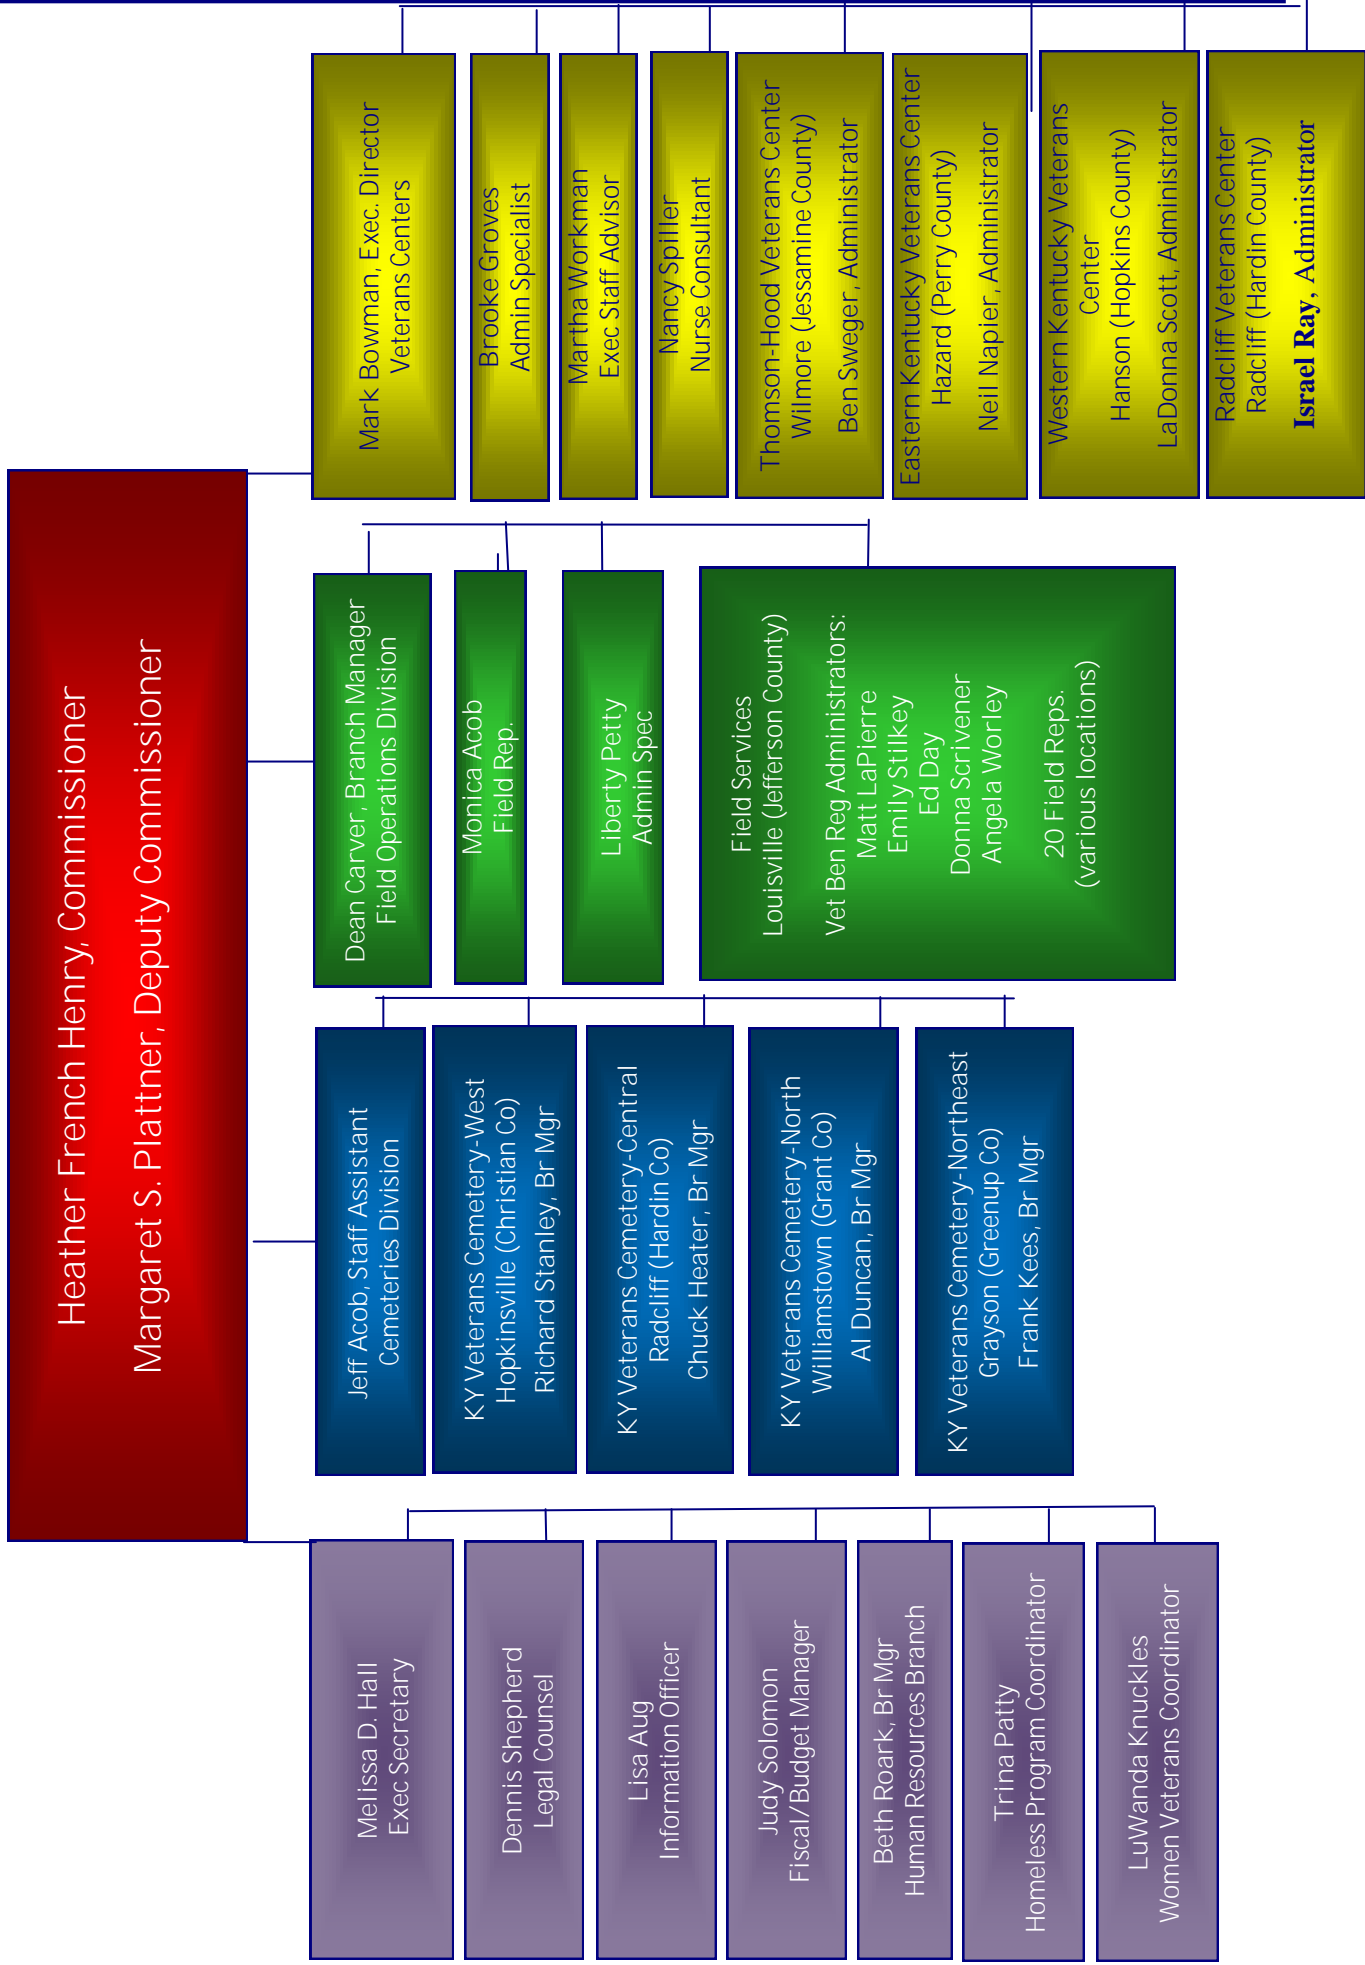 Heather French Henry, Commissioner
Margaret S. Plattner, Deputy Commissioner
Melissa D. Hall
Exec Secretary
Dennis Shepherd
Legal Counsel
Lisa Aug
Information Officer
Judy Solomon
Fiscal/Budget Manager
Beth Roark, Br Mgr
Human Resources Branch
Trina Patty
Homeless Program Coordinator
LuWanda Knuckles
Women Veterans Coordinator
Jeff Acob, Staff Assistant
Cemeteries Division
KY Veterans Cemetery-West
Hopkinsville (Christian Co)
Richard Stanley, Br Mgr
KY Veterans Cemetery-Central
Radcliff (Hardin Co)
Chuck Heater, Br Mgr
KY Veterans Cemetery-North
Williamstown (Grant Co)
Al Duncan, Br Mgr
KY Veterans Cemetery-Northeast
Grayson (Greenup Co)
Frank Kees, Br Mgr
Dean Carver, Branch Manager
Field Operations Division
Monica Acob
Field Rep.
Liberty Petty
Admin Spec
Field Services
Louisville (Jefferson County)
Vet Ben Reg Administrators:
Matt LaPierre
Emily Stilkey
Ed Day
Donna Scrivener
Angela Worley
20 Field Reps.
(various locations)
Mark Bowman, Exec. Director
Veterans Centers
Brooke Groves
Admin Specialist
Martha Workman
Exec Staff Advisor
Nancy Spiller
Nurse Consultant
Thomson-Hood Veterans Center
Wilmore (Jessamine County)
Ben Sweger, Administrator
Eastern Kentucky Veterans Center
Hazard (Perry County)
Neil Napier, Administrator
Western Kentucky Veterans
Center
Hanson (Hopkins County)
LaDonna Scott, Administrator
Radcliff Veterans Center
Radcliff (Hardin County)
Israel Ray, Administrator